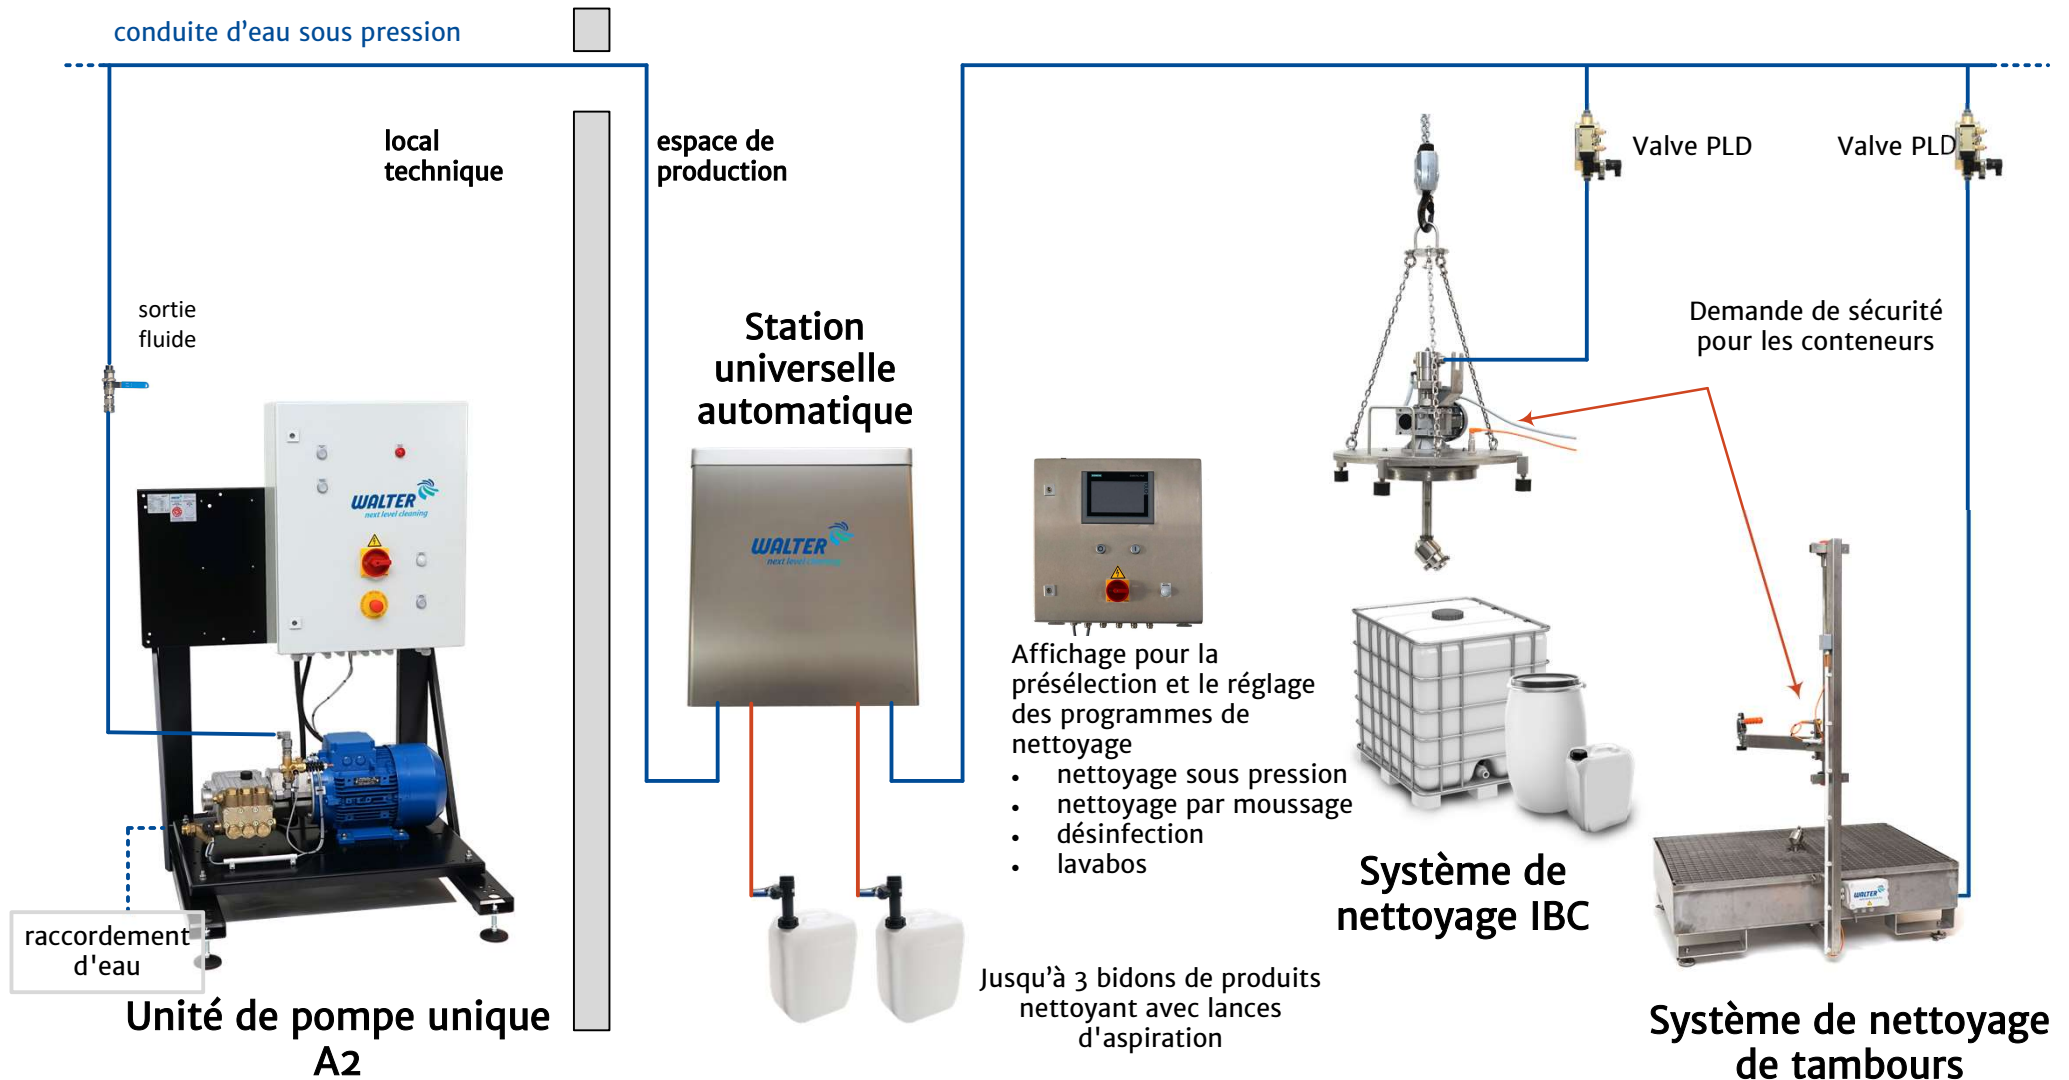 conduite d'eau sous pression
local
technique
espace de
production
Valve PLD
Valve PLD
sortie
fluide
Demande de sécurité
pour les conteneurs
Station
universelle
automatique
WALTER
next level cleaning
WALTER
next level cleaning
Affichage pour la
présélection et le réglage
des programmes de
nettoyage
• nettoyage sous pression
• nettoyage par moussage
• désinfection
• lavabos
Système de
nettoyage IBC
WALTER
raccordement
d'eau
Jusqu'à 3 bidons de produits
nettoyant avec lances
d'aspiration
Unité de pompe unique
A2
Système de nettoyage
de tambours